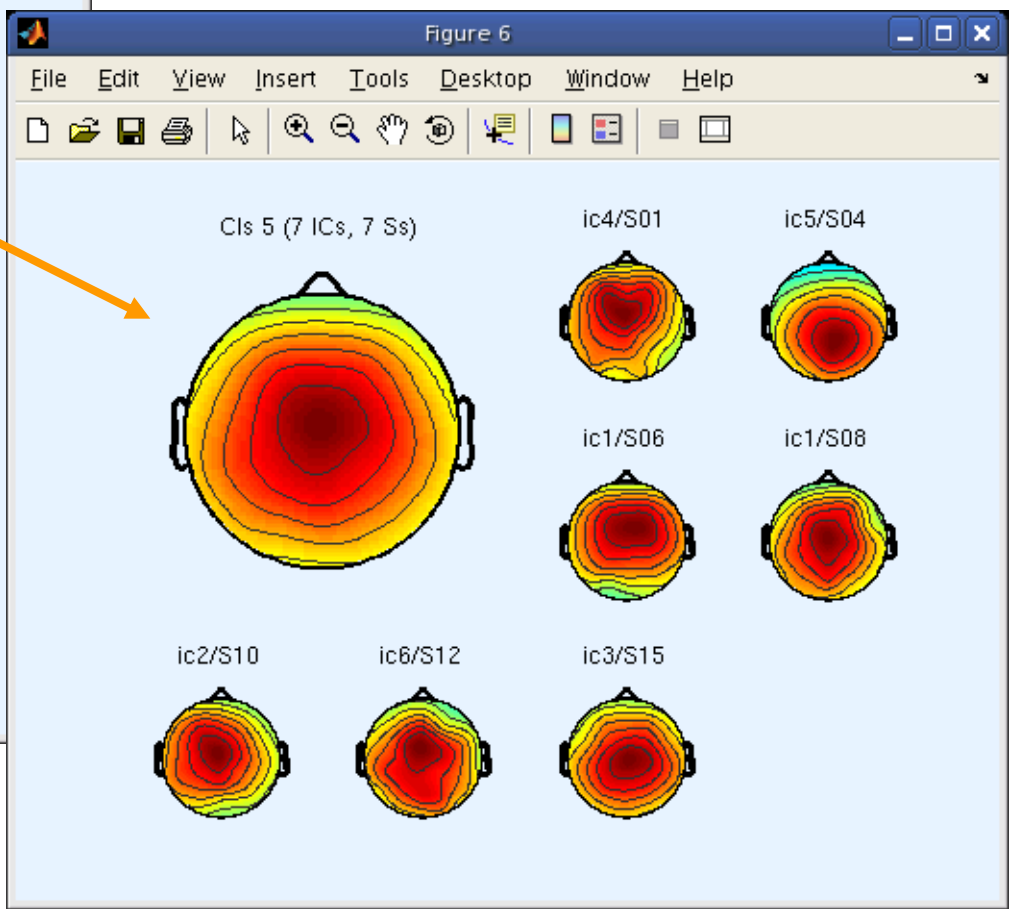 Figure 6
File Edit View Insert Tools Desktop Window Help
Cls 5 (7 ICs, 7 Ss)
ic4/S01 ic5/S04
ic1/S06 ic1/S08
ic2/S10 ic6/S12 ic3/S15